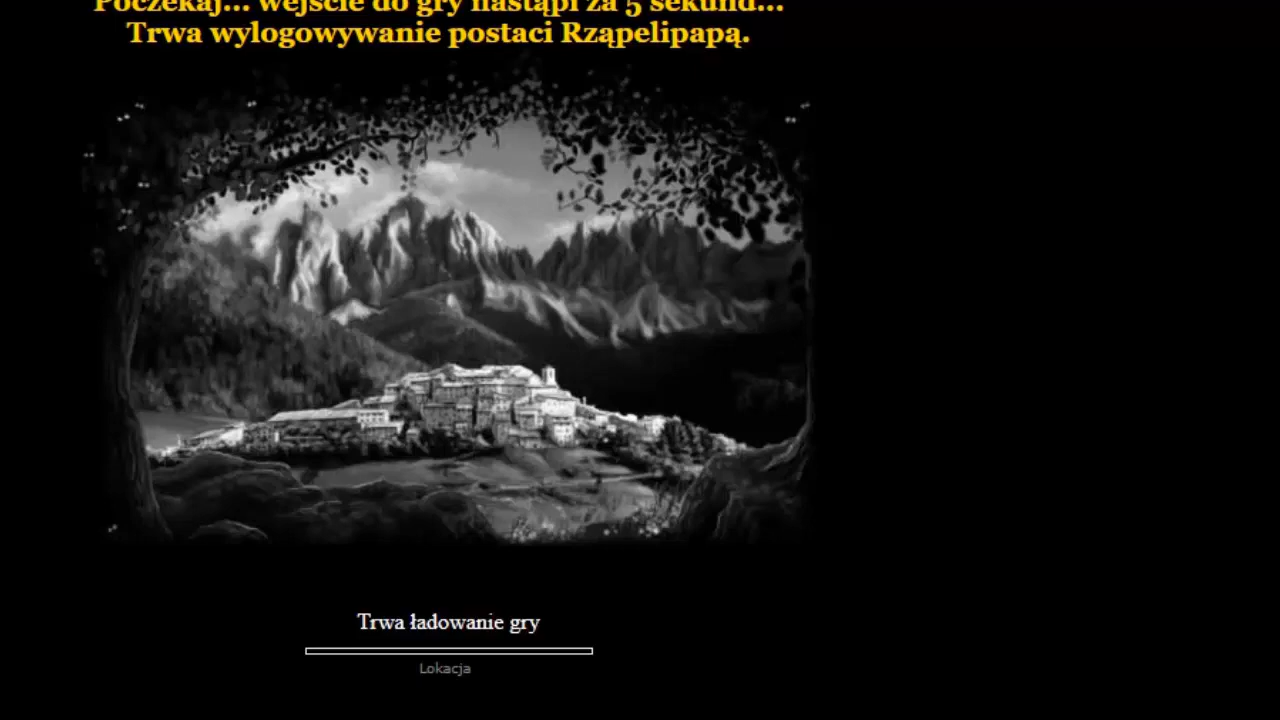 Poczekaj... wejście do gry nastąpi za 5 sekund...
Trwa wylogowywanie postaci Rząpelipapą.
Trwa ładowanie gry
Lokacja